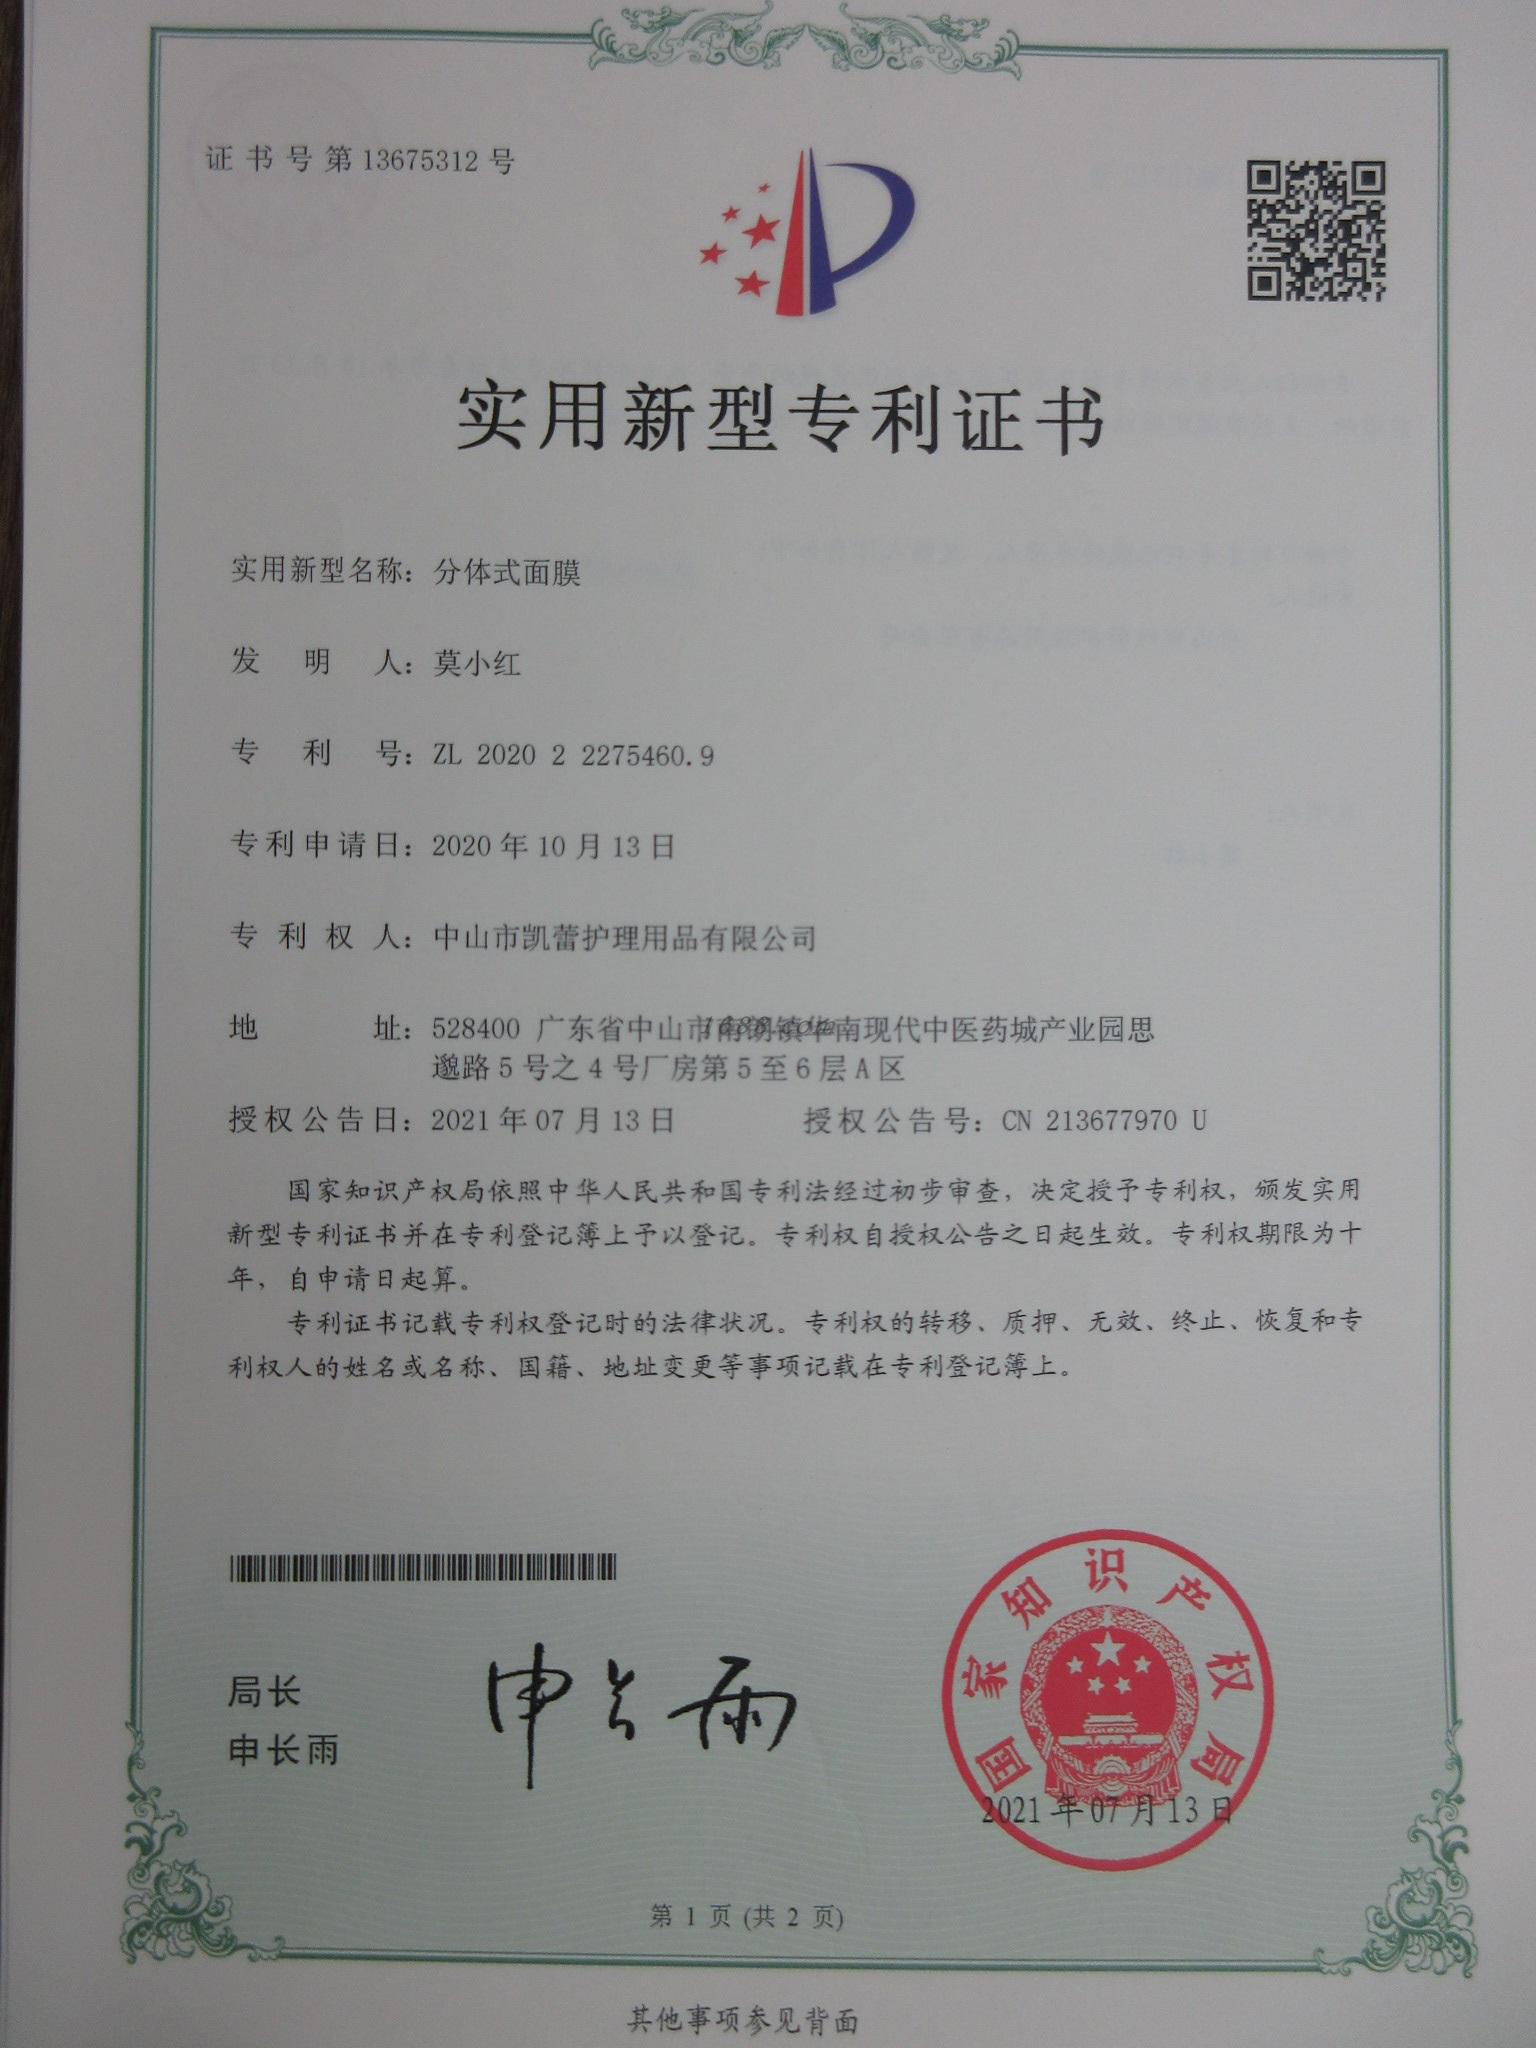 证书号第13675312号
实用新型专利证书
实用新型名称：分体式面膜
发明人：莫小红
专利号：ZL 2020 2 2275460.9
专利申请日：2020年10月13日
专利权人：中山市凯蕾护理用品有限公司
地址：528400 广东省中山市南朗镇华南现代中医药城产业园思
邈路5号之4号厂房第5至6层A区
1688.com
授权公告日：2021年07月13日 授权公告号：CN 213677970 U
国家知识产权局依照中华人民共和国专利法经过初步审查，决定授予专利权，颁发实用
新型专利证书并在专利登记簿上予以登记。专利权自授权公告之日起生效。专利权期限为十
年，自申请日起算。
专利证书记载专利权登记时的法律状况。专利权的转移、质押、无效、终止、恢复和专
利权人的姓名或名称、国籍、地址变更等事项记载在专利登记簿上。
局长
申长雨
申长雨
国家知识产权局
2021年07月13日
第 1 页 (共 2 页)
其他事项参见背面